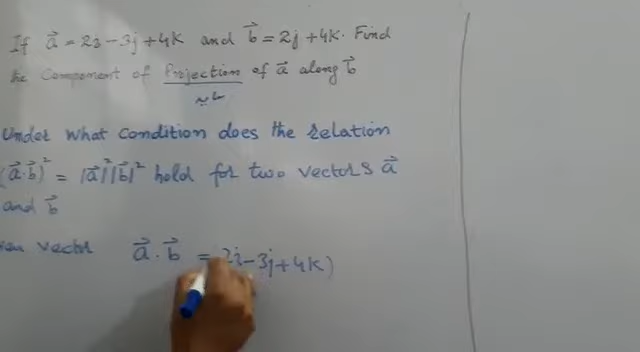 If a⃗ = 2i - 3j + 4k and b⃗ = 2j + 4k. Find
the Component of Projection of a⃗ along b⃗
سایہ
Under what condition does the relation
(a⃗.b⃗)² = |a⃗|²|b⃗|² hold for two vectors a⃗
and b⃗
vector a⃗ . b⃗ = 2i - 3j + 4k)